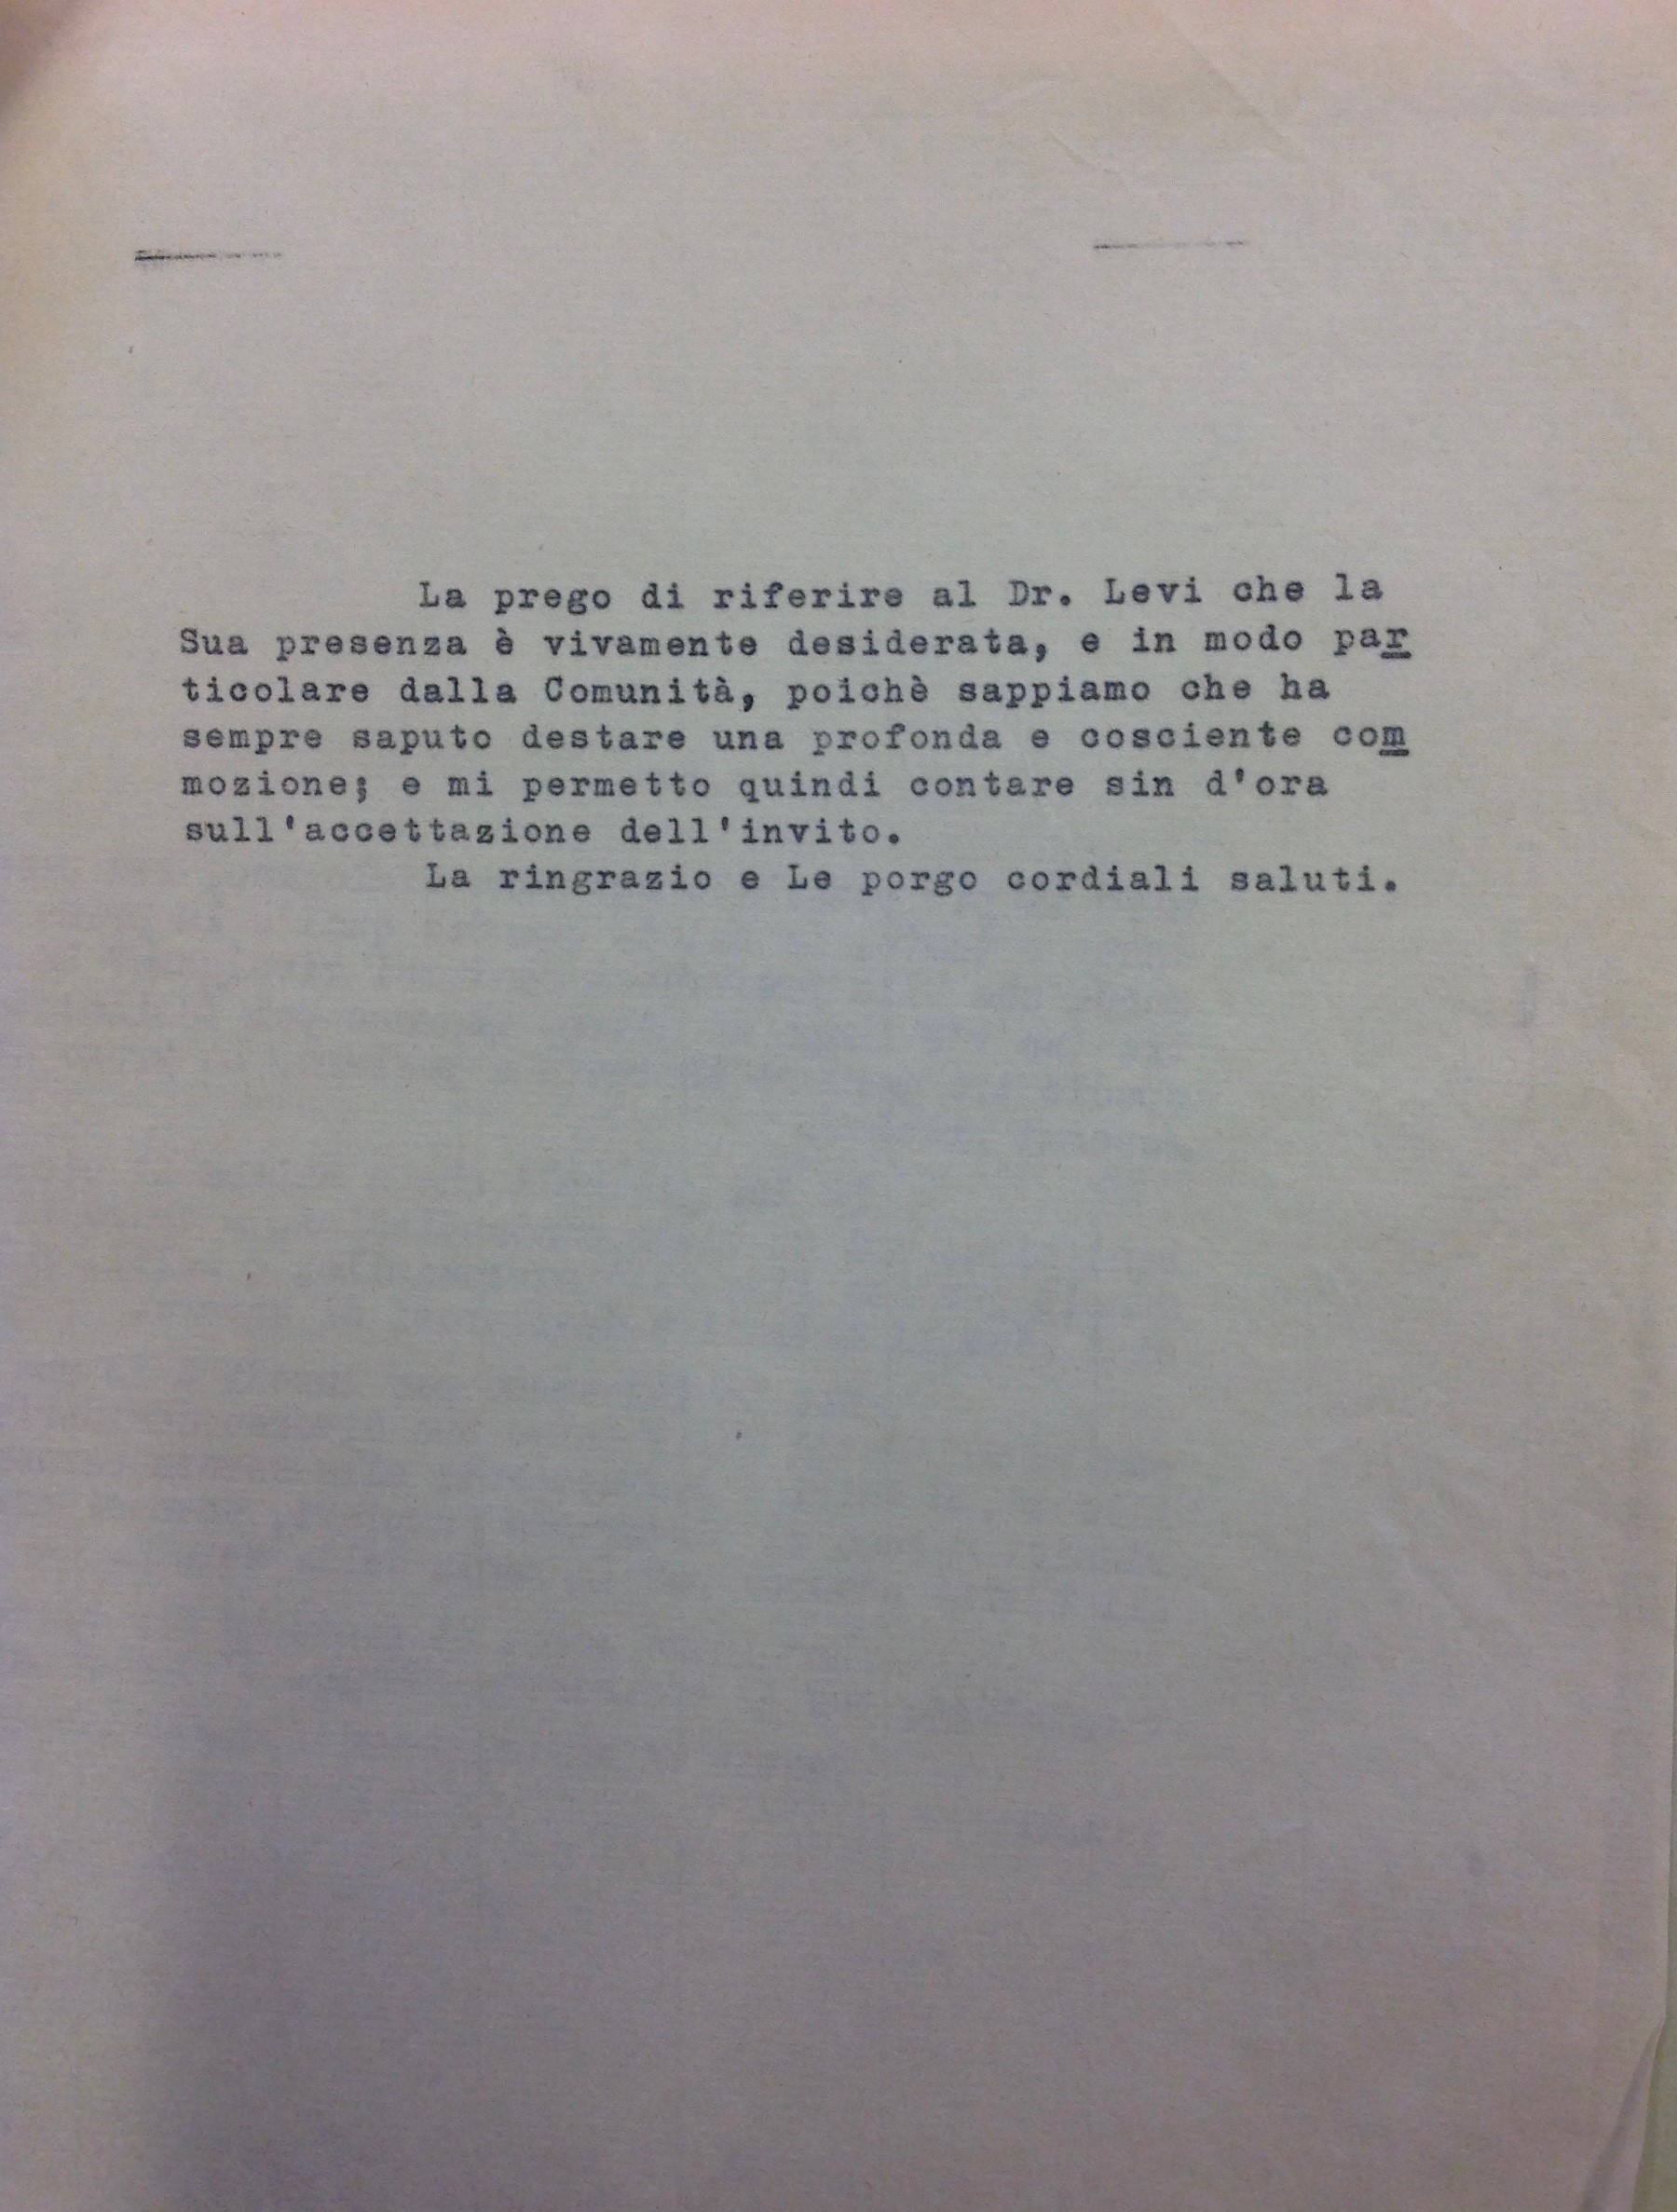 La prego di riferire al Dr. Levi che la
Sua presenza è vivamente desiderata, e in modo par
ticolare dalla Comunità, poichè sappiamo che ha
sempre saputo destare una profonda e cosciente com
mozione; e mi permetto quindi contare sin d'ora
sull'accettazione dell'invito.
La ringrazio e Le porgo cordiali saluti.